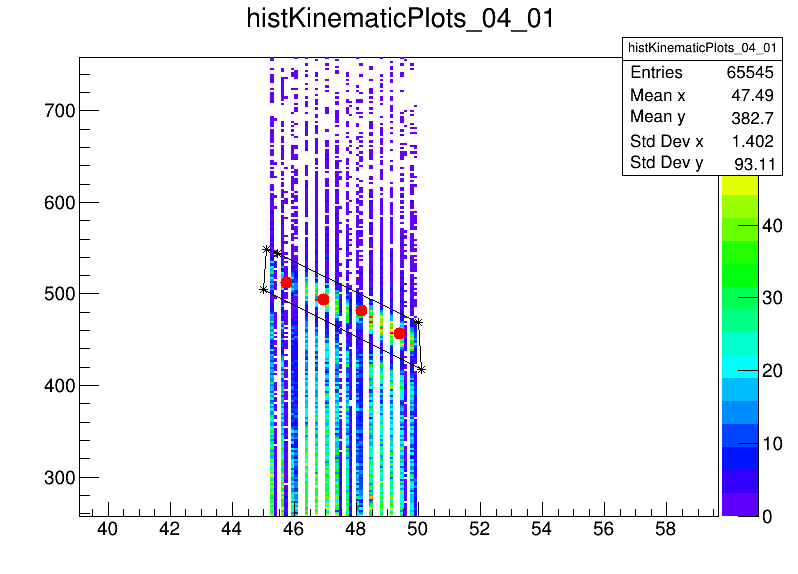 histKinematicPlots_04_01
histKinematicPlots_04_01
Entries 65545
Mean x 47.49
Mean y 382.7
Std Dev x 1.402
Std Dev y 93.11
700
600
500
400
300
40 42 44 46 48 50 52 54 56 58
40
30
20
10
0